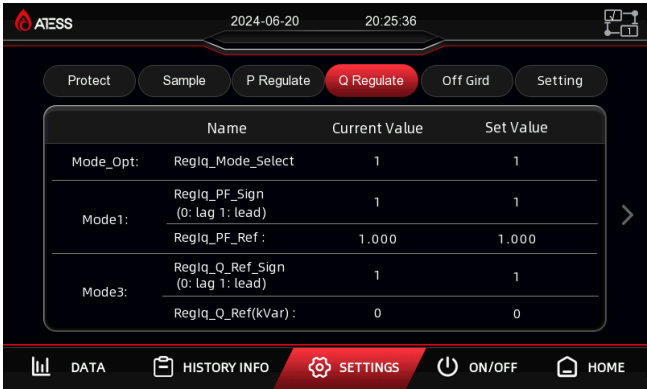 ATESS 2024-06-20 20:25:36
1
Protect Sample P Regulate Q Regulate Off Gird Setting
Name Current Value Set Value
Mode_Opt: RegIq_Mode_Select 1 1
Mode1: RegIq_PF_Sign
(0: lag 1: lead) 1 1
RegIq_PF_Ref : 1.000 1.000
Mode3: RegIq_Q_Ref_Sign
(0: lag 1: lead) 1 1
RegIq_Q_Ref(kVar) : 0 0
DATA HISTORY INFO SETTINGS ON/OFF HOME